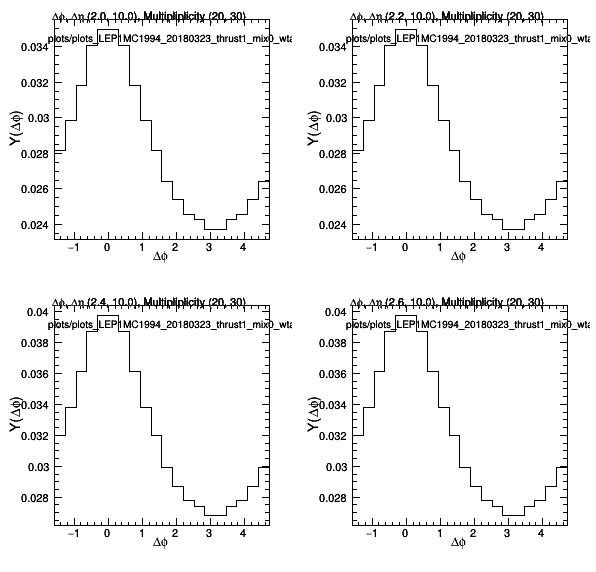 Δφ, Δη (2.0, 10.0), Multipliplicity (20, 30)
plots/plots_LEP1MC1994_20180323_thrust1_mix0_wta
Y(Δφ)
0.034
0.032
0.03
0.028
0.026
0.024
−1 0 1 2 3 4
Δφ
Δφ, Δη (2.2, 10.0), Multipliplicity (20, 30)
plots/plots_LEP1MC1994_20180323_thrust1_mix0_wta
Y(Δφ)
0.034
0.032
0.03
0.028
0.026
0.024
−1 0 1 2 3 4
Δφ
Δφ, Δη (2.4, 10.0), Multipliplicity (20, 30)
plots/plots_LEP1MC1994_20180323_thrust1_mix0_wta
Y(Δφ)
0.04
0.038
0.036
0.034
0.032
0.03
0.028
−1 0 1 2 3 4
Δφ
Δφ, Δη (2.6, 10.0), Multipliplicity (20, 30)
plots/plots_LEP1MC1994_20180323_thrust1_mix0_wta
Y(Δφ)
0.04
0.038
0.036
0.034
0.032
0.03
0.028
−1 0 1 2 3 4
Δφ